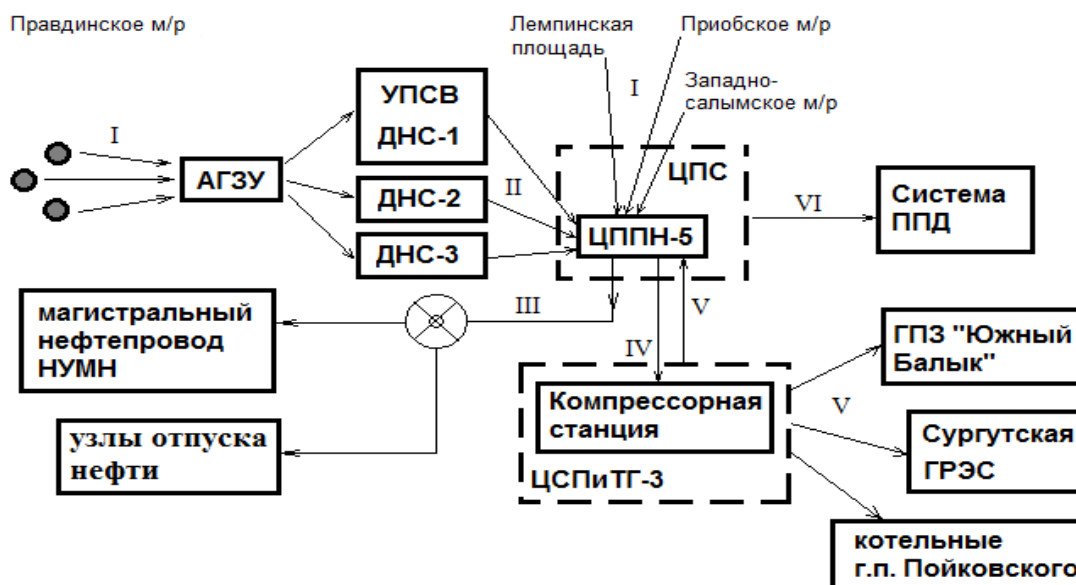 Правдинское м/р
Лемпинская
площадь
Приобское м/р
Западно-
салымское м/р
I
I
УПСВ
ДНС-1
АГЗУ
ДНС-2
ДНС-3
II
ЦПС
ЦППН-5
VI
Система
ППД
магистральный
нефтепровод
НУМН
III
IV
V
узлы отпуска
нефти
Компрессорная
станция
ЦСПиТГ-3
V
ГПЗ "Южный
Балык"
Сургутская
ГРЭС
котельные
г.п. Пойковского